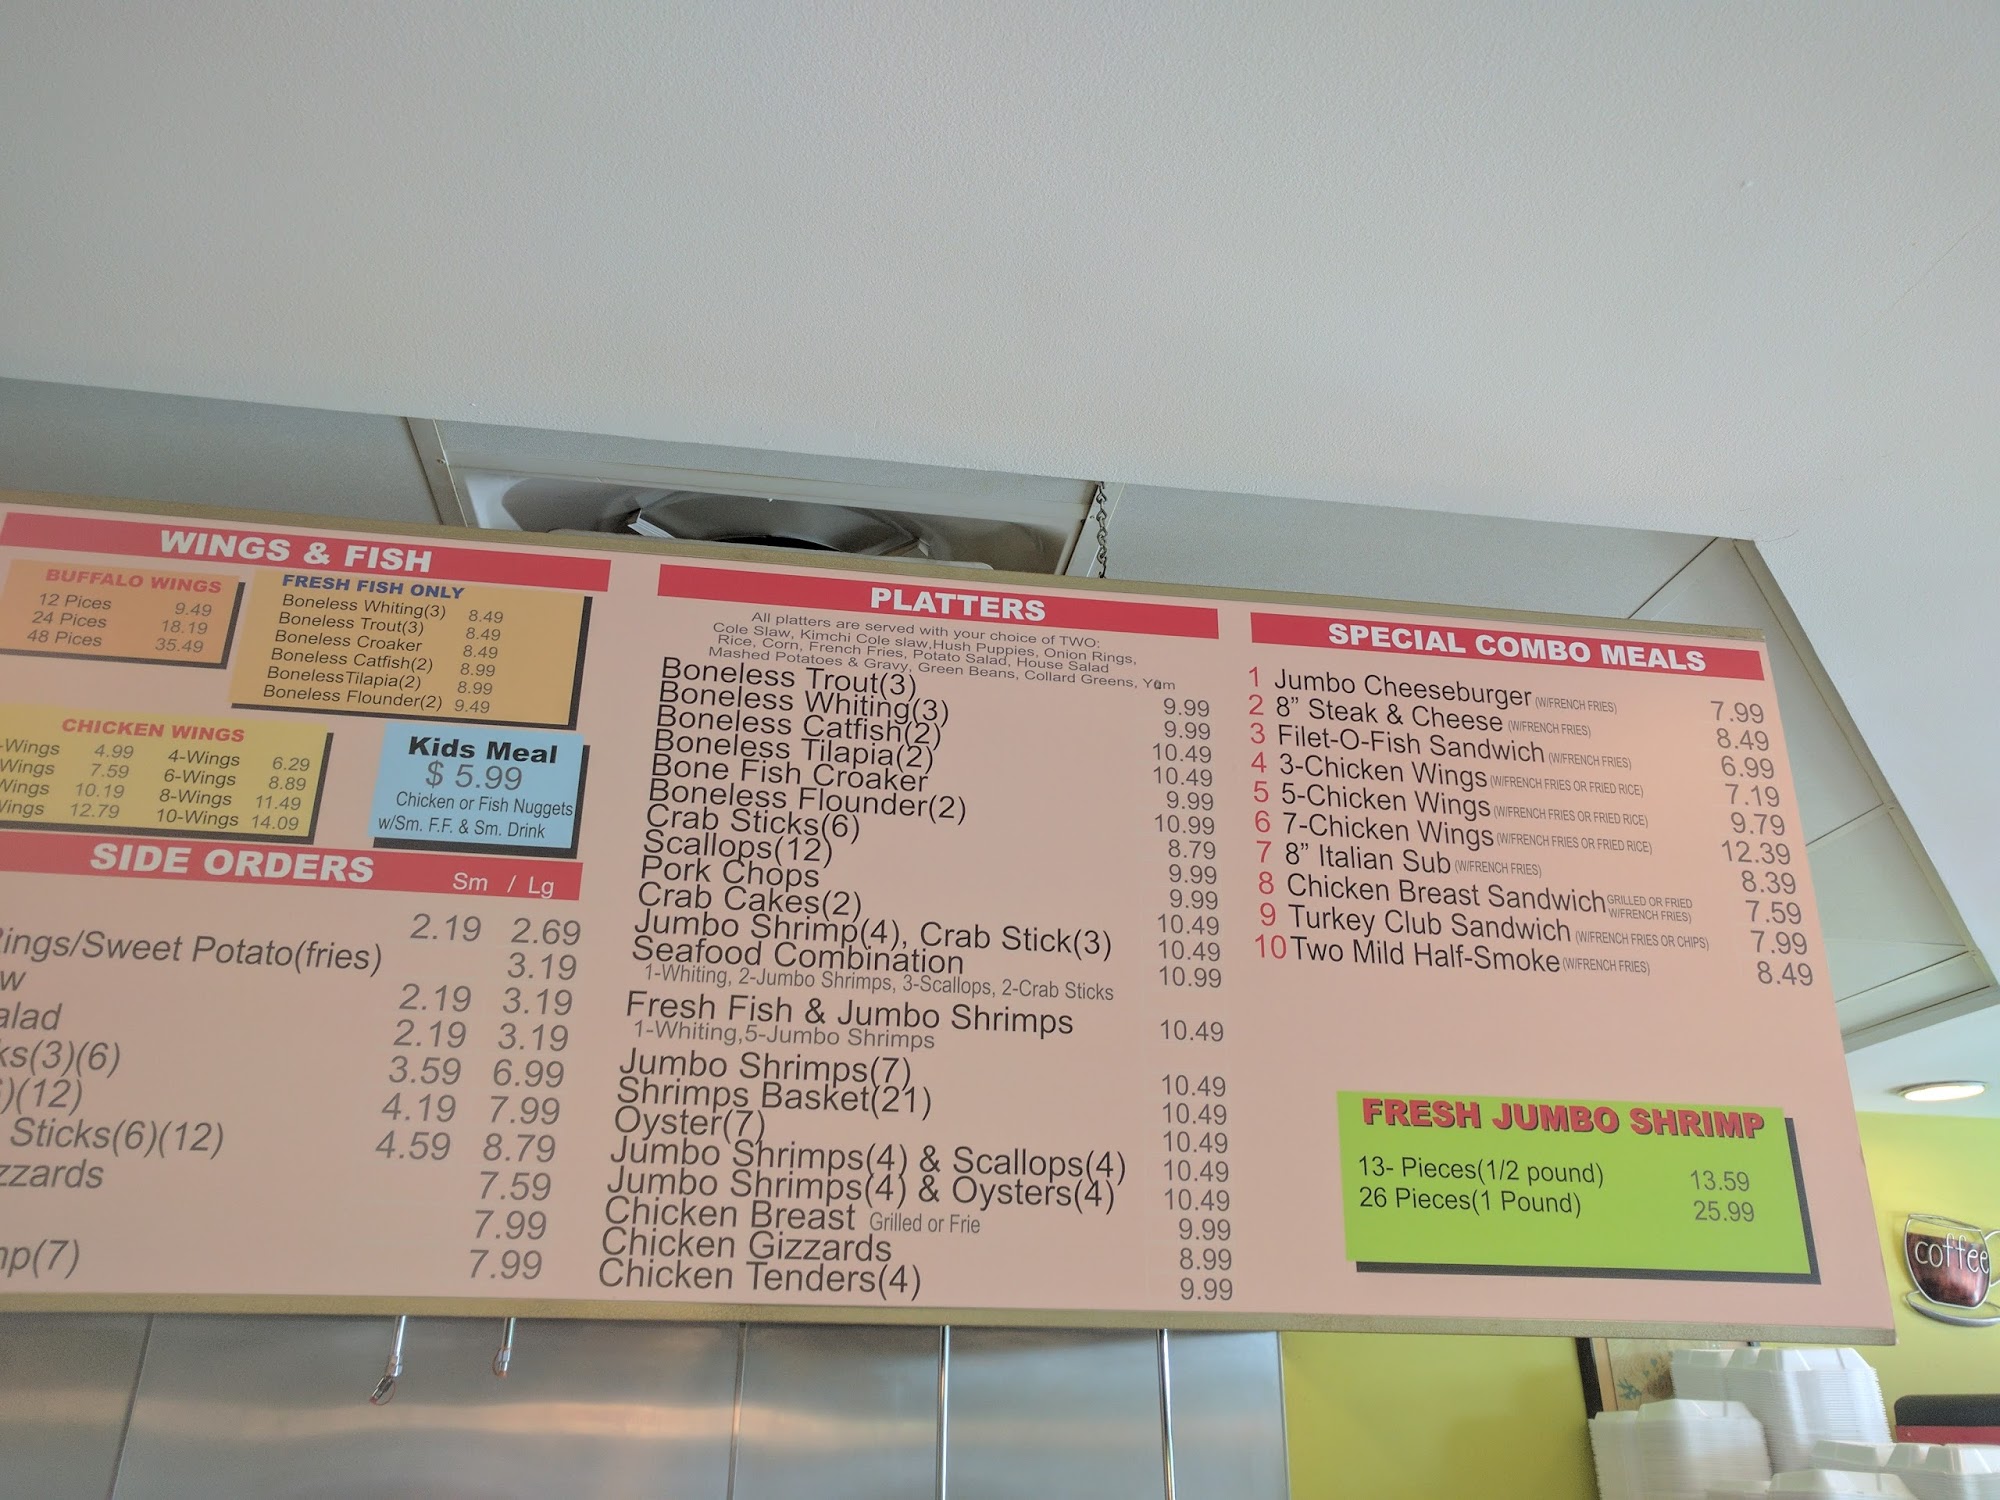 WINGS & FISH
BUFFALO WINGS
12 Pices 9.49
24 Pices 18.19
48 Pices 35.49
FRESH FISH ONLY
Boneless Whiting(3) 8.49
Boneless Trout(3) 8.49
Boneless Croaker 8.49
Boneless Catfish(2) 8.99
BonelessTilapia(2) 8.99
Boneless Flounder(2) 9.49
CHICKEN WINGS
-Wings 4.99 4-Wings 6.29
Wings 7.59 6-Wings 8.89
Wings 10.19 8-Wings 11.49
Wings 12.79 10-Wings 14.09
Kids Meal
$ 5.99
Chicken or Fish Nuggets
w/Sm. F.F. & Sm. Drink
SIDE ORDERS Sm / Lg
2.19 2.69
Rings/Sweet Potato(fries) 3.19
w 2.19 3.19
alad 2.19 3.19
ks(3)(6) 3.59 6.99
)(12) 4.19 7.99
Sticks(6)(12) 4.59 8.79
zzards 7.59
7.99
mp(7) 7.99
PLATTERS
All platters are served with your choice of TWO:
Cole Slaw, Kimchi Cole slaw,Hush Puppies, Onion Rings,
Rice, Corn, French Fries, Potato Salad, House Salad
Mashed Potatoes & Gravy, Green Beans, Collard Greens, Yam
Boneless Trout(3) 9.99
Boneless Whiting(3) 9.99
Boneless Catfish(2) 10.49
Boneless Tilapia(2) 10.49
Bone Fish Croaker 9.99
Boneless Flounder(2) 10.99
Crab Sticks(6) 8.79
Scallops(12) 9.99
Pork Chops 9.99
Crab Cakes(2) 10.49
Jumbo Shrimp(4), Crab Stick(3) 10.49
Seafood Combination 10.99
1-Whiting, 2-Jumbo Shrimps, 3-Scallops, 2-Crab Sticks
Fresh Fish & Jumbo Shrimps 10.49
1-Whiting,5-Jumbo Shrimps
Jumbo Shrimps(7) 10.49
Shrimps Basket(21) 10.49
Oyster(7) 10.49
Jumbo Shrimps(4) & Scallops(4) 10.49
Jumbo Shrimps(4) & Oysters(4) 10.49
Chicken Breast Grilled or Frie 9.99
Chicken Gizzards 8.99
Chicken Tenders(4) 9.99
SPECIAL COMBO MEALS
1 Jumbo Cheeseburger (W/FRENCH FRIES) 7.99
2 8" Steak & Cheese (W/FRENCH FRIES) 8.49
3 Filet-O-Fish Sandwich (W/FRENCH FRIES) 6.99
4 3-Chicken Wings (W/FRENCH FRIES OR FRIED RICE) 7.19
5 5-Chicken Wings (W/FRENCH FRIES OR FRIED RICE) 9.79
6 7-Chicken Wings (W/FRENCH FRIES OR FRIED RICE) 12.39
7 8" Italian Sub (W/FRENCH FRIES) 8.39
8 Chicken Breast Sandwich GRILLED OR FRIED W/FRENCH FRIES) 7.59
9 Turkey Club Sandwich (W/FRENCH FRIES OR CHIPS) 7.99
10 Two Mild Half-Smoke (W/FRENCH FRIES) 8.49
FRESH JUMBO SHRIMP
13- Pieces(1/2 pound) 13.59
26 Pieces(1 Pound) 25.99
coffee